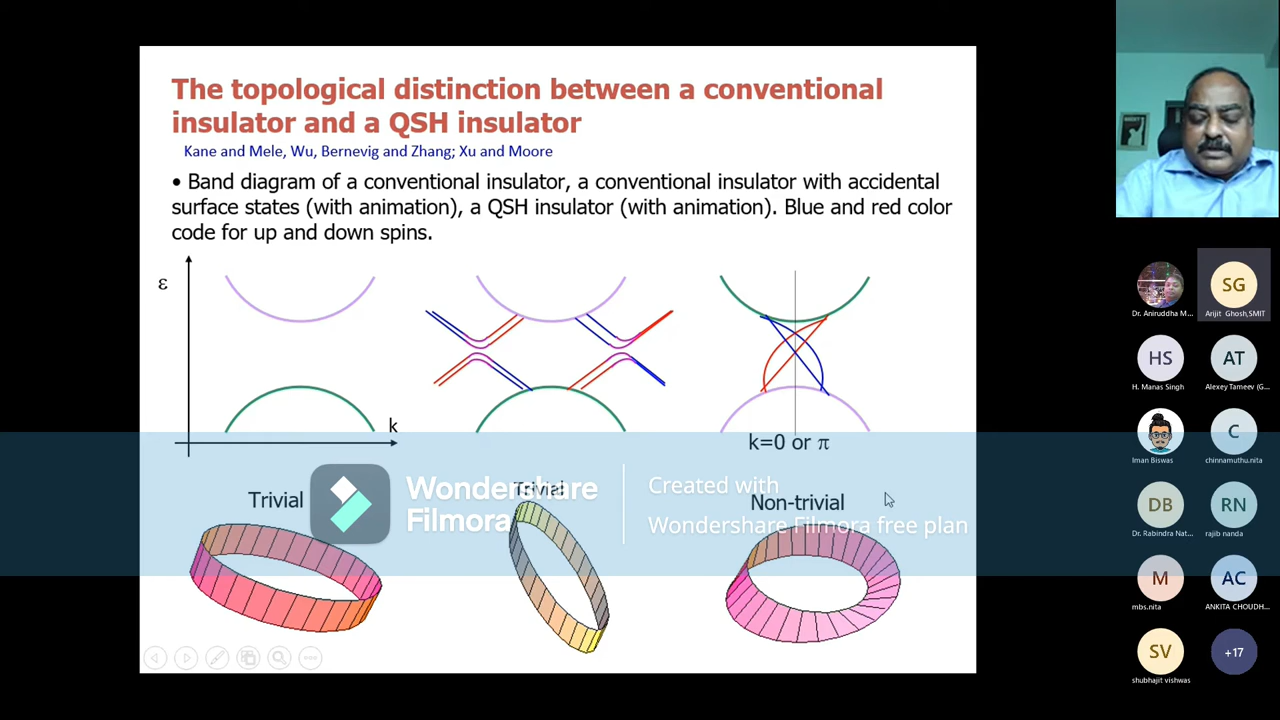 The topological distinction between a conventional
insulator and a QSH insulator
Kane and Mele, Wu, Bernevig and Zhang; Xu and Moore
• Band diagram of a conventional insulator, a conventional insulator with accidental
surface states (with animation), a QSH insulator (with animation). Blue and red color
code for up and down spins.
ε
k
k=0 or π
Trivial
Trivial
Non-trivial
Wondershare
Filmora
Created with
Wondershare Filmora free plan
Dr. Aniruddha M...
SG
Arijit Ghosh,SMIT
HS
H. Manas Singh
AT
Alexey Tameev (G...
Iman Biswas
C
chinnamuthu.nita
DB
Dr. Rabindra Nat...
RN
rajib nanda
M
mbs.nita
AC
ANKITA CHOUDH...
SV
shubhajit vishwas
+17